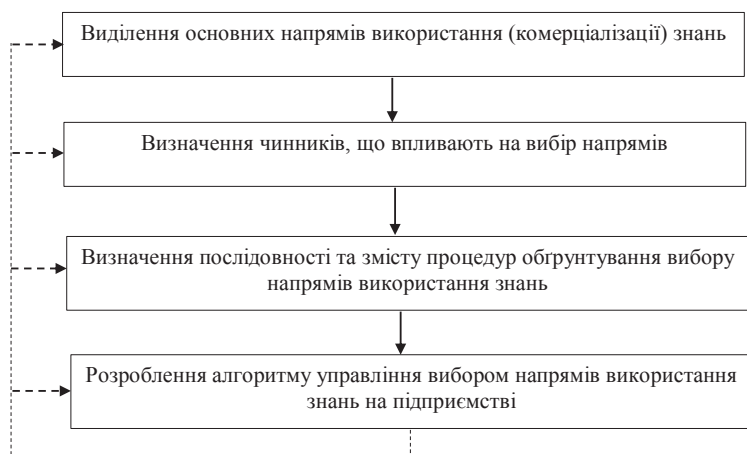 Виділення основних напрямів використання (комерціалізації) знань
Визначення чинників, що впливають на вибір напрямів
Визначення послідовності та змісту процедур обґрунтування вибору
напрямів використання знань
Розроблення алгоритму управління вибором напрямів використання
знань на підприємстві